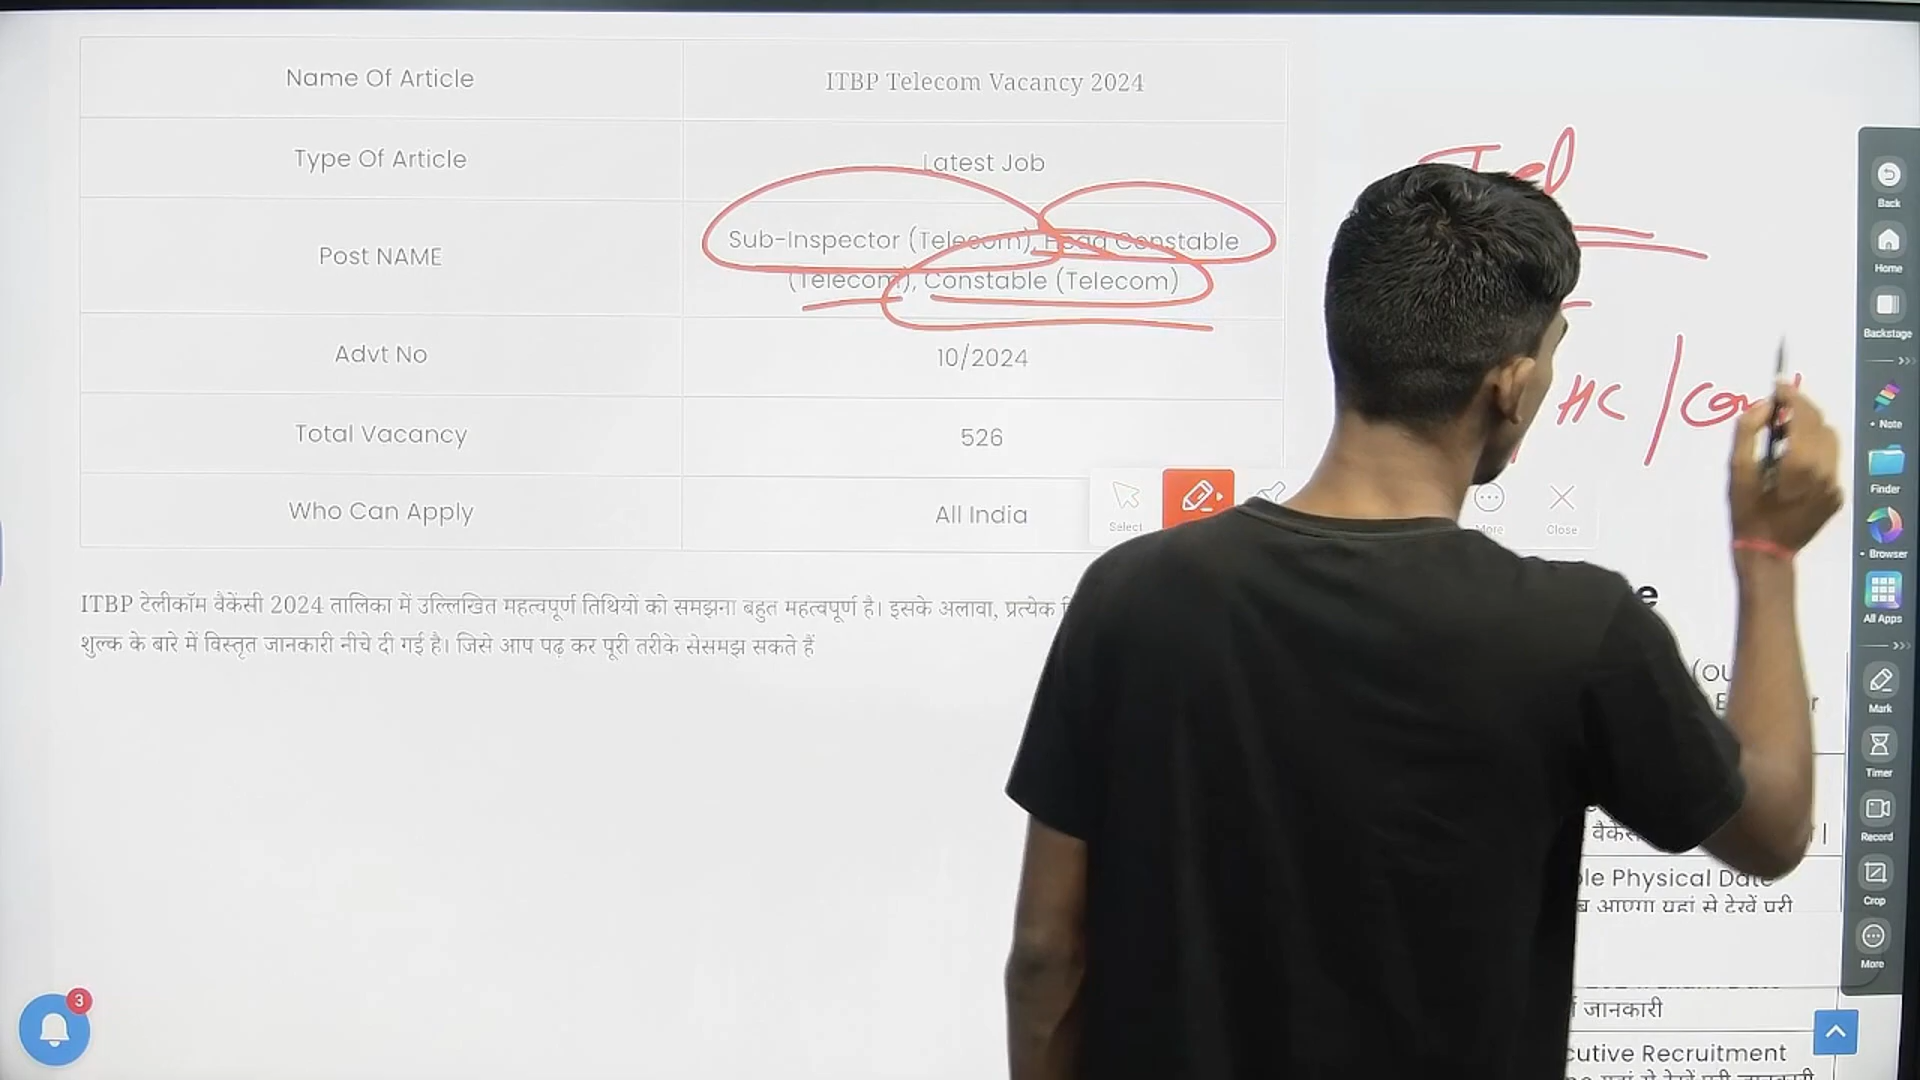 Name Of Article
ITBP Telecom Vacancy 2024
Type Of Article
Latest Job
Post NAME
Sub-Inspector (Telecom), Head Constable
(Telecom), Constable (Telecom)
Advt No
10/2024
Total Vacancy
526
Who Can Apply
All India
HC /
Select
More
Close
ITBP टेलीकॉम वैकेंसी 2024 तालिका में उल्लिखित महत्वपूर्ण तिथियों को समझना बहुत महत्वपूर्ण है। इसके अलावा, प्रत्येक
शुल्क के बारे में विस्तृत जानकारी नीचे दी गई है। जिसे आप पढ़ कर पूरी तरीके सेसमझ सकते हैं
Physical Date
आएगा यहां से देखें पूरी
जानकारी
Recruitment
3
Back
Home
Backstage
Note
Finder
Browser
All Apps
Mark
Timer
Record
Crop
More